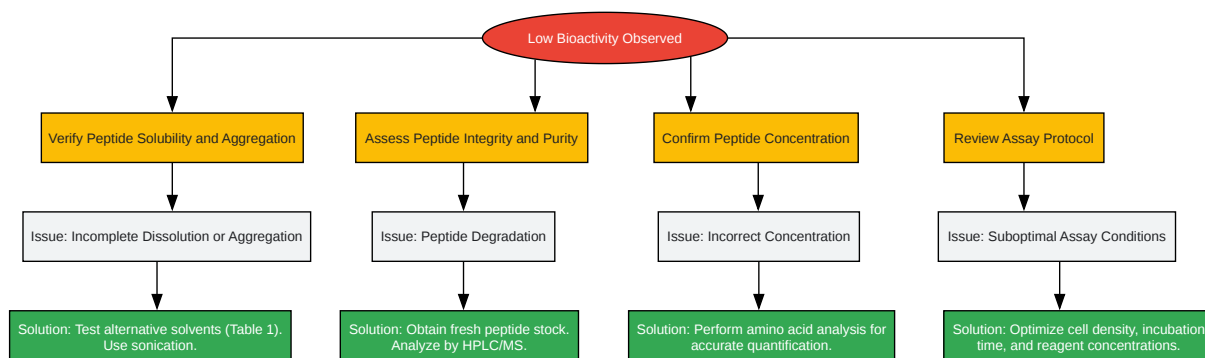 Low Bioactivity Observed
Verify Peptide Solubility and Aggregation
Assess Peptide Integrity and Purity
Confirm Peptide Concentration
Review Assay Protocol
Issue: Incomplete Dissolution or Aggregation
Issue: Peptide Degradation
Issue: Incorrect Concentration
Issue: Suboptimal Assay Conditions
Solution: Test alternative solvents (Table 1).
Use sonication.
Solution: Obtain fresh peptide stock.
Analyze by HPLC/MS.
Solution: Perform amino acid analysis for
accurate quantification.
Solution: Optimize cell density, incubation
time, and reagent concentrations.